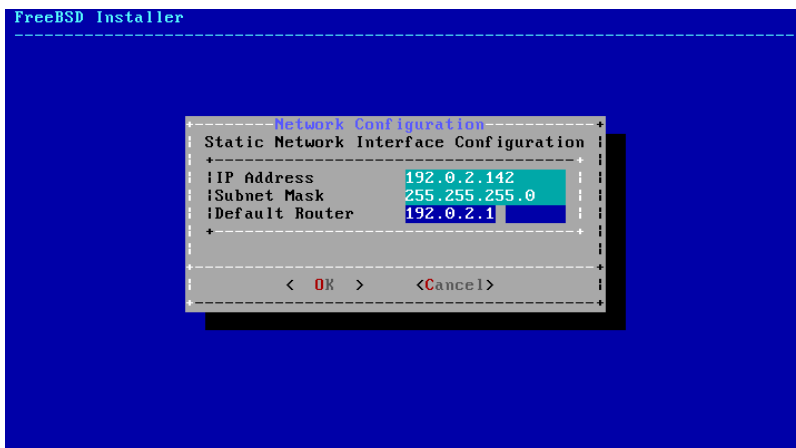 FreeBSD Installer
Network Configuration
Static Network Interface Configuration
IP Address 192.0.2.142
Subnet Mask 255.255.255.0
Default Router 192.0.2.1
< OK > <Cancel>